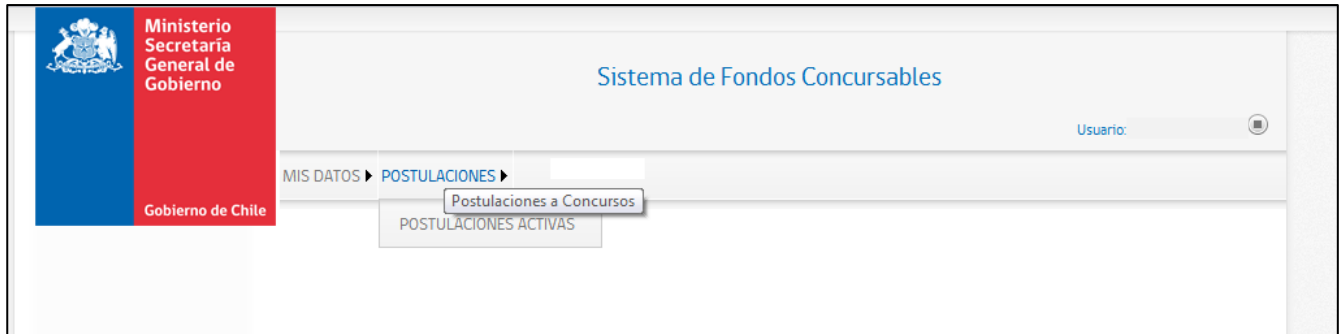 Ministerio
Secretaría
General de
Gobierno
Gobierno de Chile
Sistema de Fondos Concursables
Usuario:
MIS DATOS POSTULACIONES
Postulaciones a Concursos
POSTULACIONES ACTIVAS